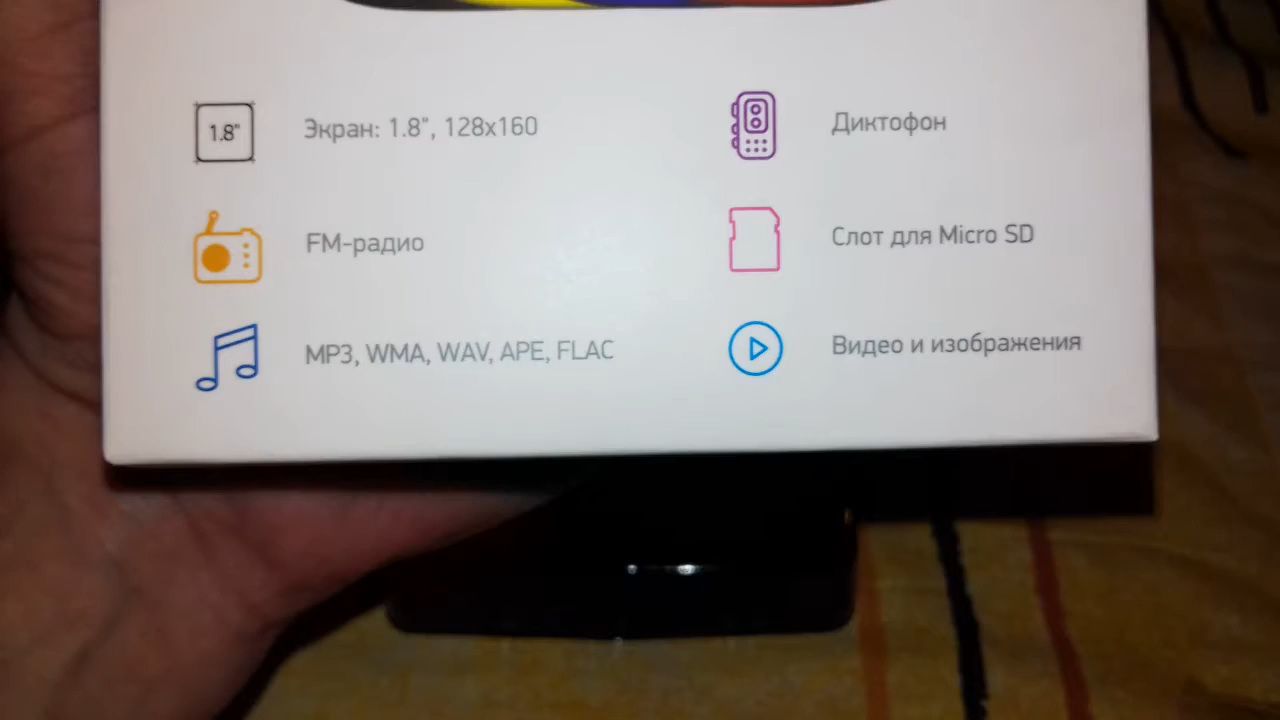 1.8"
Экран: 1.8", 128x160
FM-радио
MP3, WMA, WAV, APE, FLAC
Диктофон
Слот для Micro SD
Видео и изображения